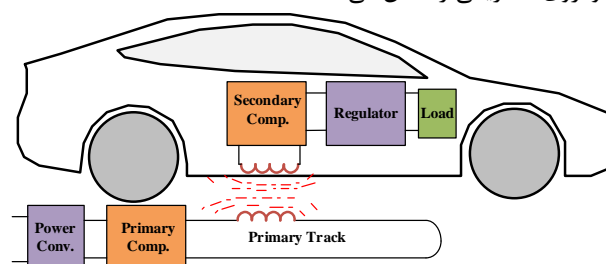 Secondary
Comp.
Regulator
Load
Power
Conv.
Primary
Comp.
Primary Track